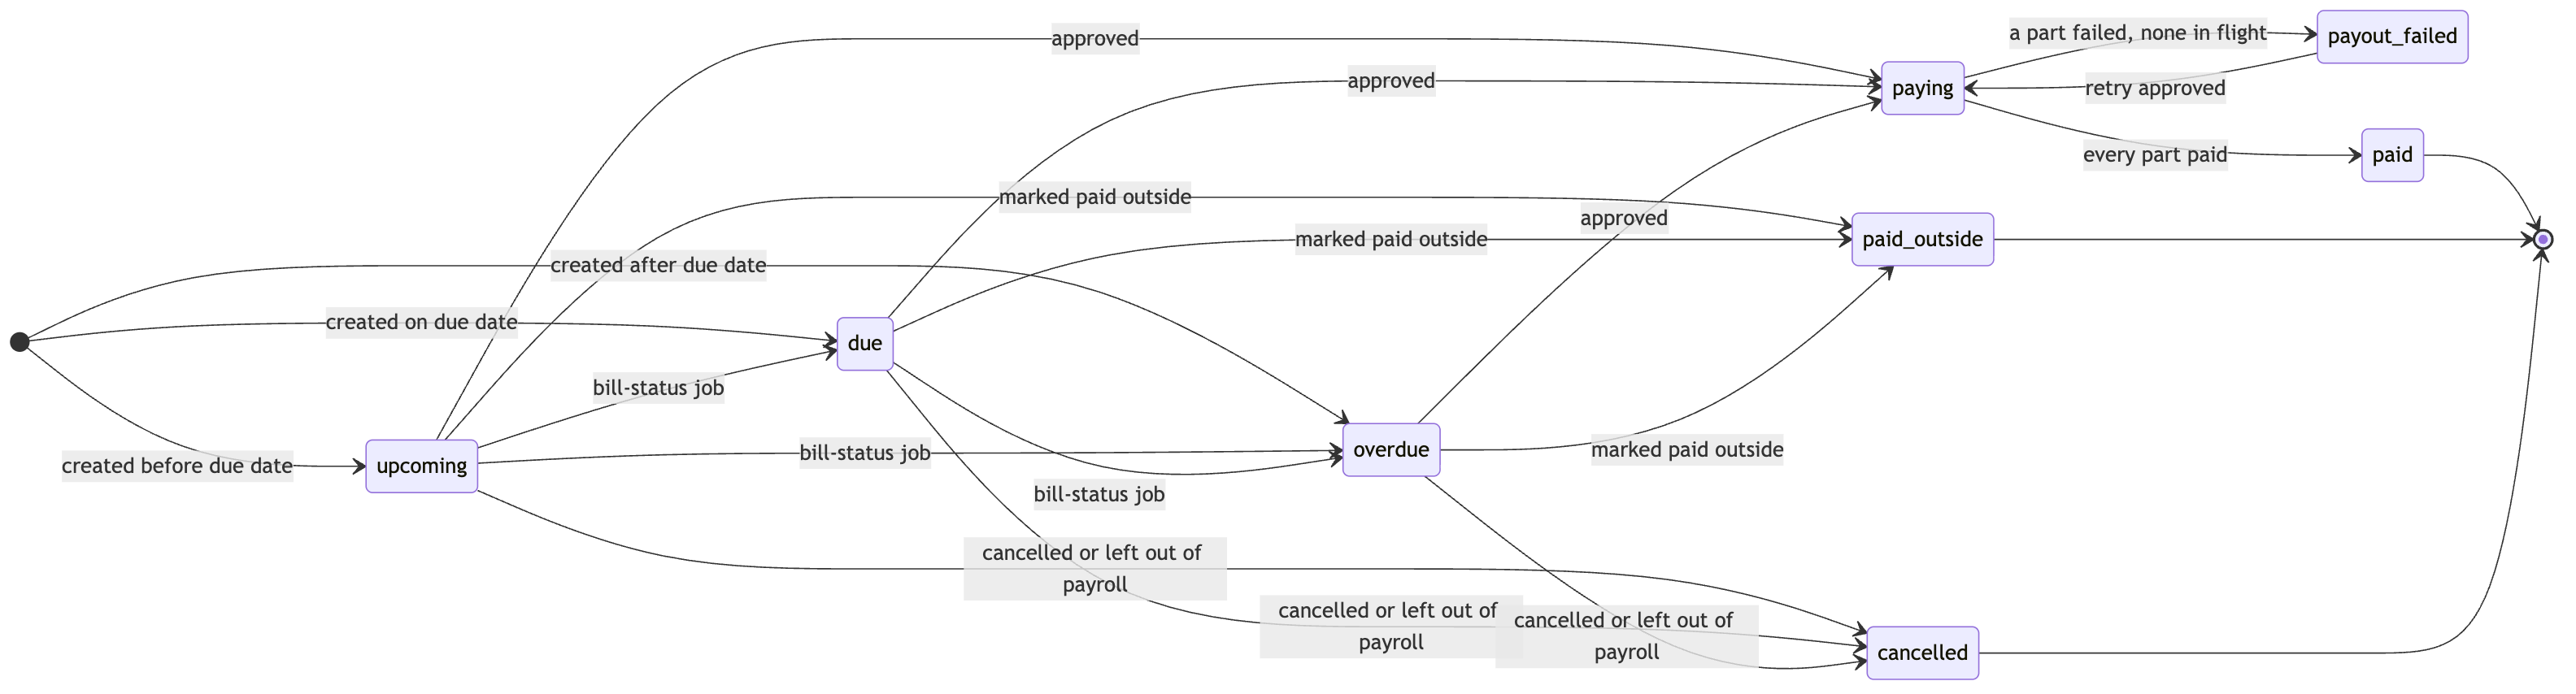 approved
a part failed, none in flight
payout_failed
approved
paying
retry approved
every part paid
paid
marked paid outside
approved
marked paid outside
paid_outside
created after due date
created on due date
due
bill-status job
created before due date
upcoming
bill-status job
overdue
marked paid outside
bill-status job
cancelled or left out of
payroll
cancelled or left out of
payroll
cancelled or left out of
payroll
cancelled